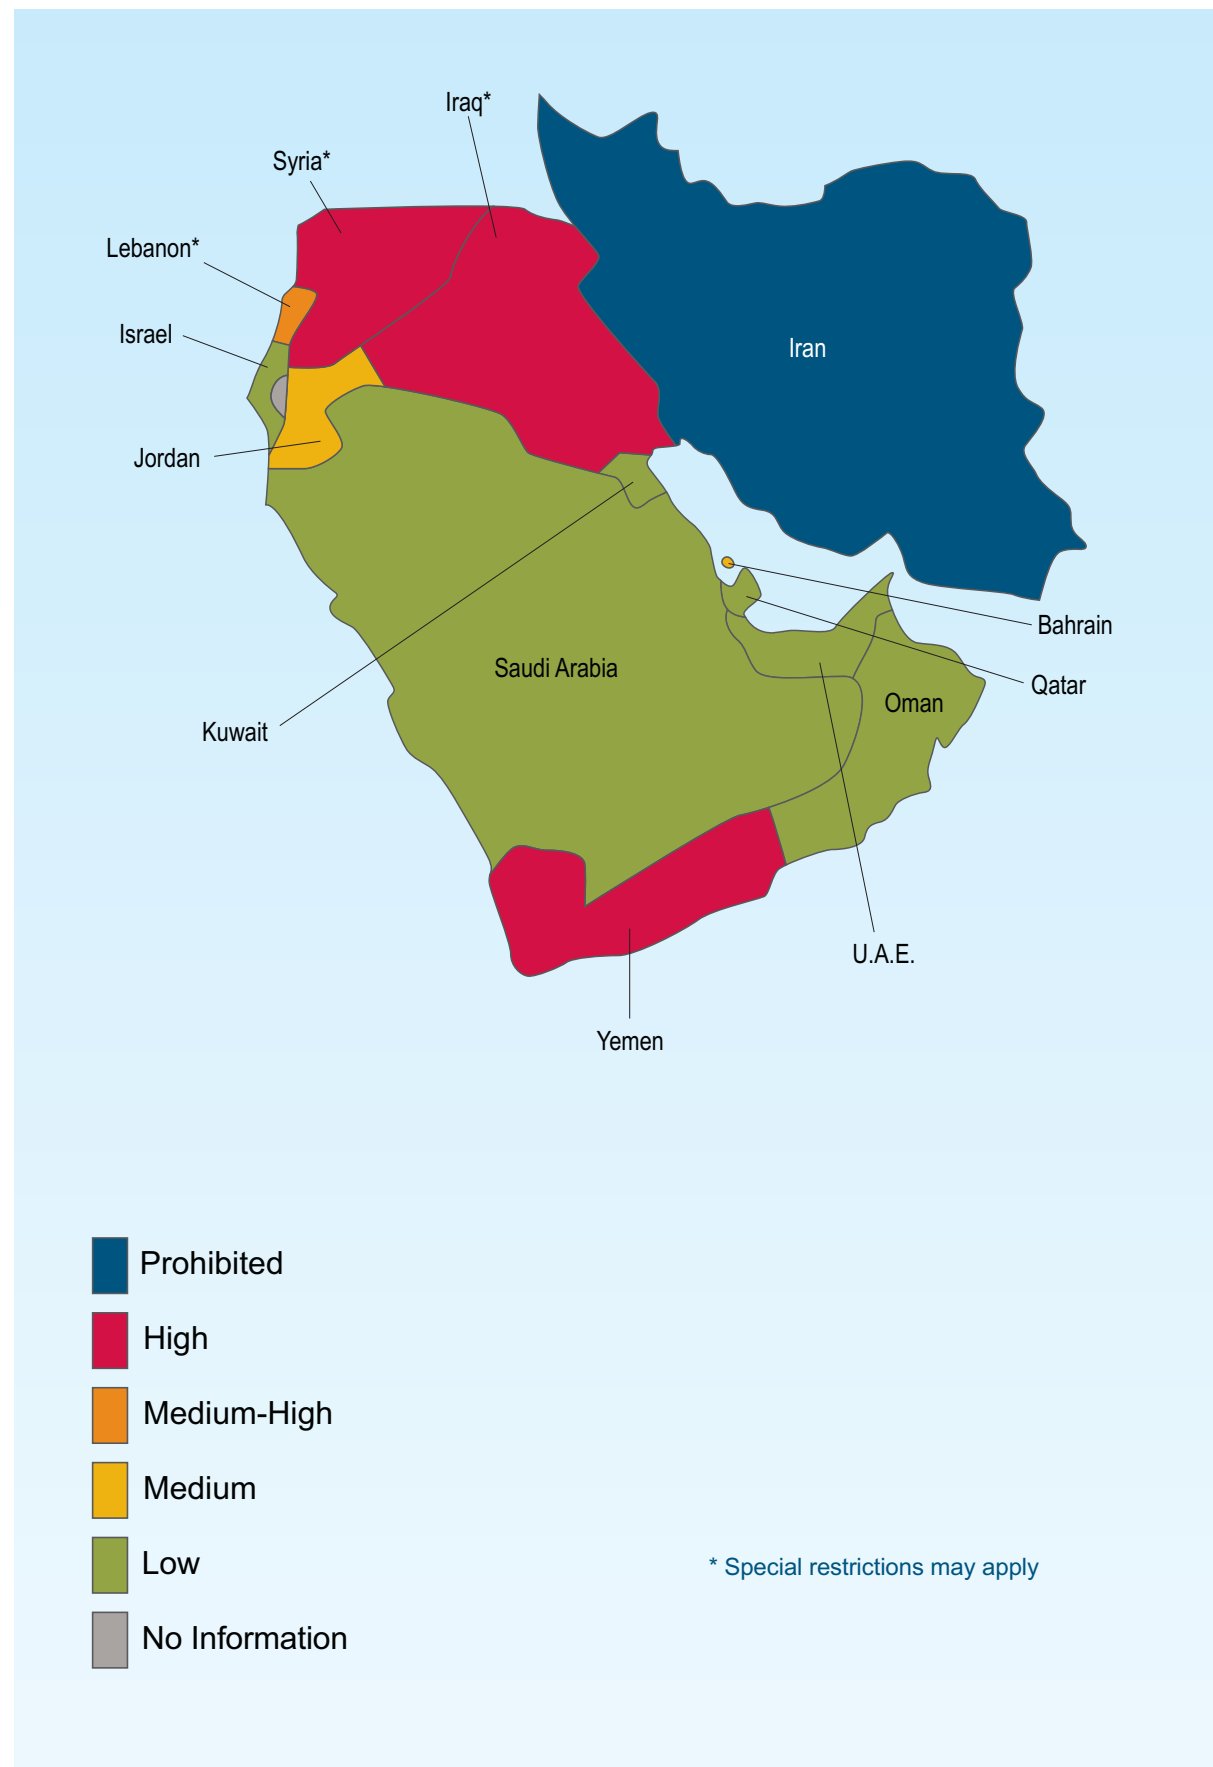 Iraq*
Syria*
Lebanon*
Israel
Iran
Jordan
Bahrain
Saudi Arabia
Qatar
Oman
Kuwait
U.A.E.
Yemen
Prohibited
High
Medium-High
Medium
Low
* Special restrictions may apply
No Information